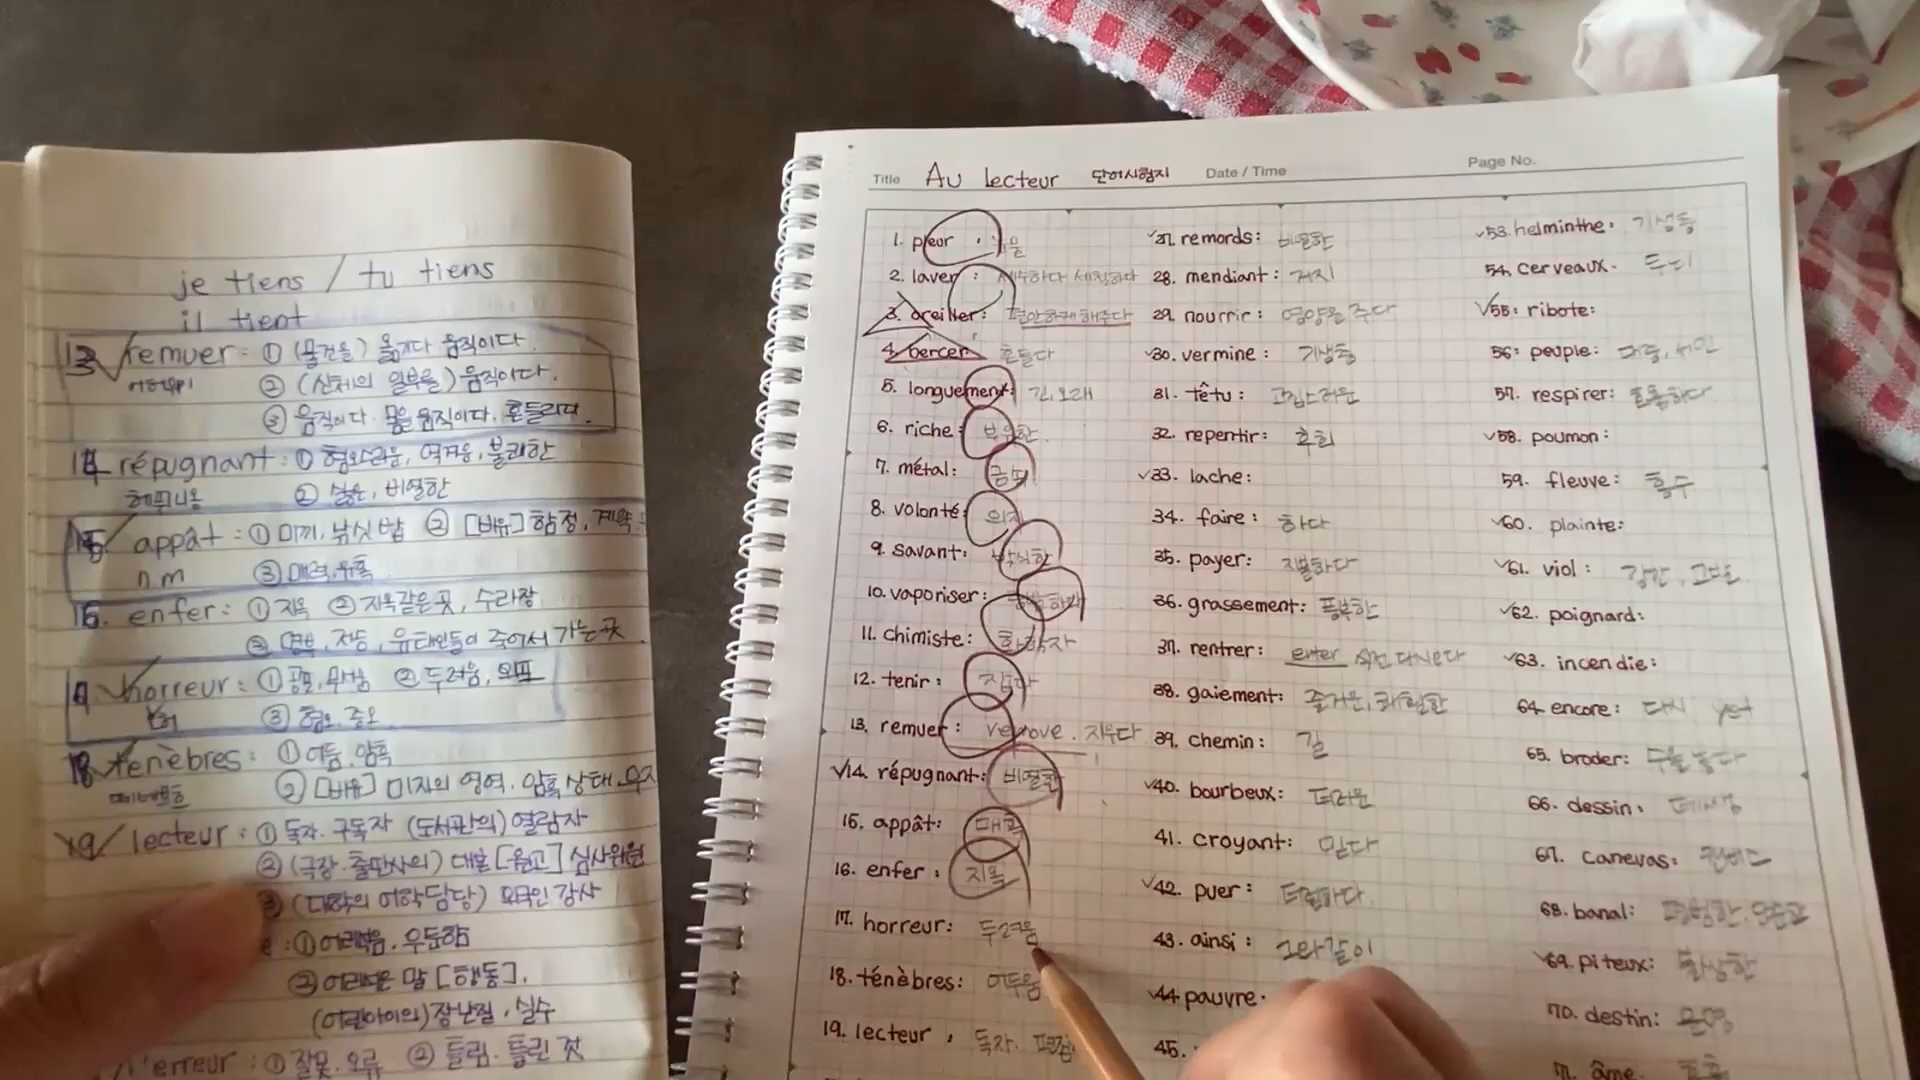 je tiens / tu tiens
il tient
13. remuer: ① (물건을) 옮기다 움직이다.
② (신체의 일부를) 움직이다.
③ 움직이다. 몸을 움직이다. 흔들리다.
14 répugnant: ① 혐오스러운, 역겨운, 불쾌한
② 싫은, 비열한
15 appât: ① 미끼, 낚싯밥 ② [비유] 함정, 계략
n m ③ 매력, 유혹
16. enfer: ① 지옥 ② 지옥같은 곳, 수라장
③ 명부, 저승, 유태인들이 죽어서 가는 곳
horreur: ① 공포, 무서움 ② 두려움,
③ 혐오, 증오
18 tenèbres: ① 어둠, 암흑
② [비유] 미지의 영역, 암흑 상태,
19 lecteur: ① 독자, 구독자 (도서관의) 열람자
② (극장·출판사의) 대본 [원고] 심사위원
③ (대학의 어학담당) 외국인 강사
e: ① 어리석음, 우둔함
② 어리석은 말 [행동].
(어린아이의) 장난질, 실수
l'erreur: ① 잘못, 오류 ② 틀림, 틀린 것
Title Au lecteur 단어시험지 Date / Time Page No.
1. pleur
2. laver: 세수하다 세척하다
3. oreiller: 편안하게 해주다
4. bercer 흔들다
5. longuement: 긴, 오래
6. riche: 부유한
7. métal: 금속
8. volonté: 의지
9. savant: 박식한
10. vaporiser:
11. chimiste: 화학자
12. tenir: 잡다
13. remuer: remove. 지우다
√14. répugnant: 비열한
15. appât:
16. enfer: 지옥
17. horreur: 두려움
18. ténèbres: 어두움
19. lecteur, 독자.
√27. remords: 비열한
28. mendiant: 거지
29. nourrir: 영양을 주다
√30. vermine: 기생충
31. têtu: 고집스러운
32. repentir: 후회
√33. lache:
34. faire: 하다
35. payer: 지불하다
36. grassement: 풍부한
37. rentrer: enter 다시오다
38. gaiement: 즐거운, 쾌활한
39. chemin: 길
√40. bourbeux: 더러운
41. croyant: 믿다
√42. puer:
43. ainsi: 그와같이
√44 pauvre.
45.
√53. helminthe: 기생충
54. cerveaux. 두뇌
√55: ribote:
56: peuple: 대중, 서민
57. respirer: 호흡하다
√58. poumon:
59. fleuve: 홍수
√60. plainte:
√61. viol: 강간,
√62. poignard:
√63. incendie:
64. encore: 다시 yet
65. broder: 수를 놓다
66. dessin: 데생
67. canevas: 캔버스
68. banal: 평범한,
√69. piteux: 불쌍한
70. destin: 운명
71. âme.